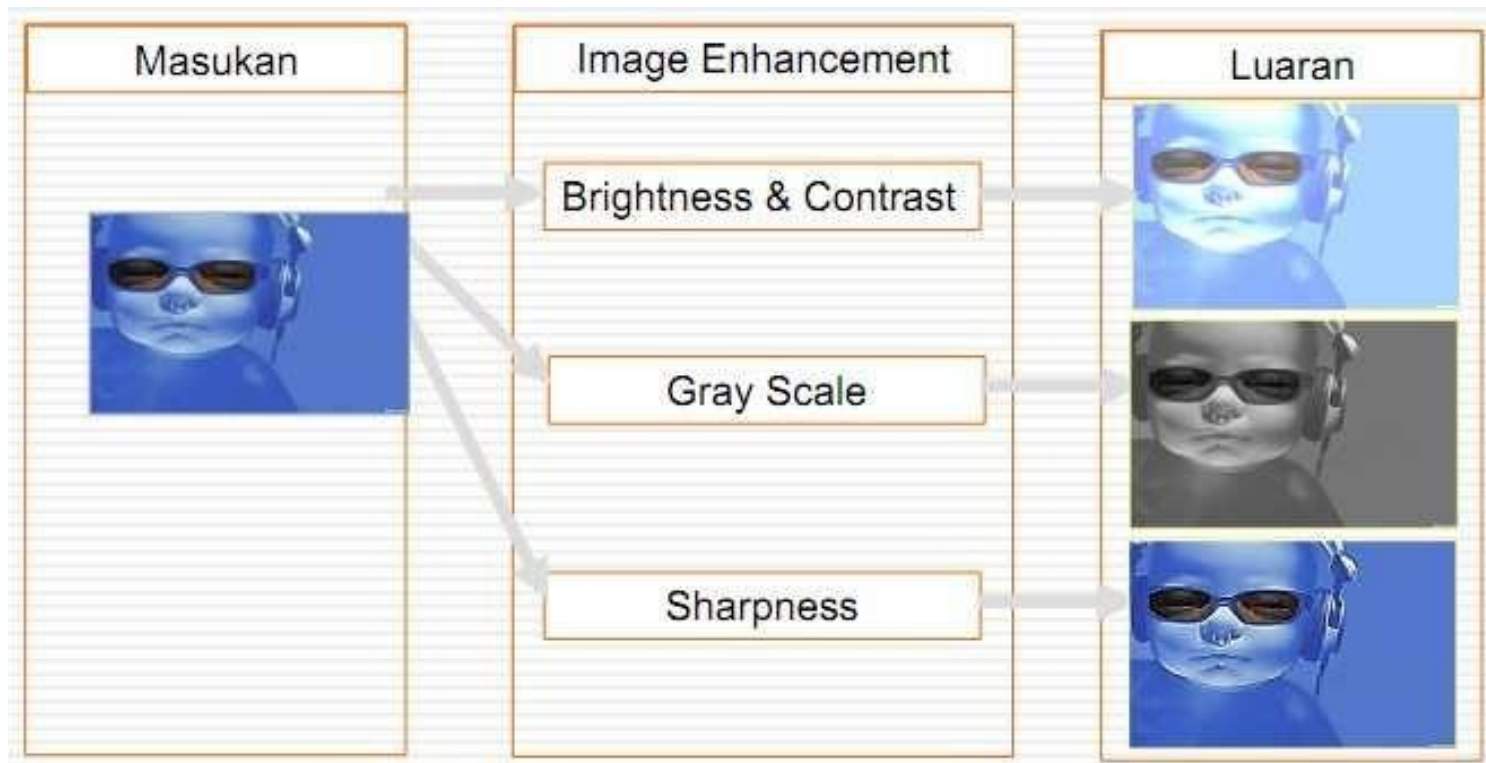 Masukan
Image Enhancement
Luaran
Brightness & Contrast
Gray Scale
Sharpness